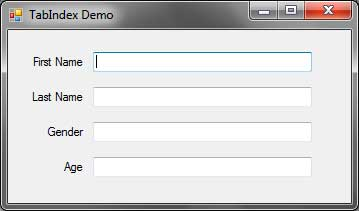 TabIndex Demo
First Name
Last Name
Gender
Age